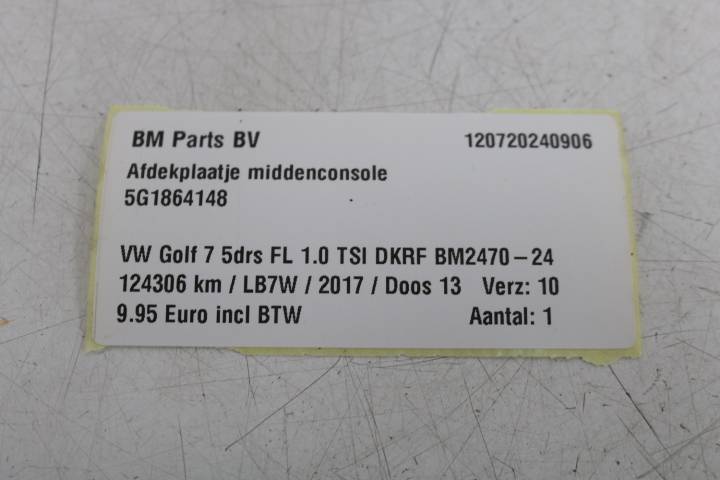 BM Parts BV 120720240906
Afdekplaatje middenconsole
5G1864148
VW Golf 7 5drs FL 1.0 TSI DKRF BM2470-24
124306 km / LB7W / 2017 / Doos 13 Verz: 10
9.95 Euro incl BTW Aantal: 1